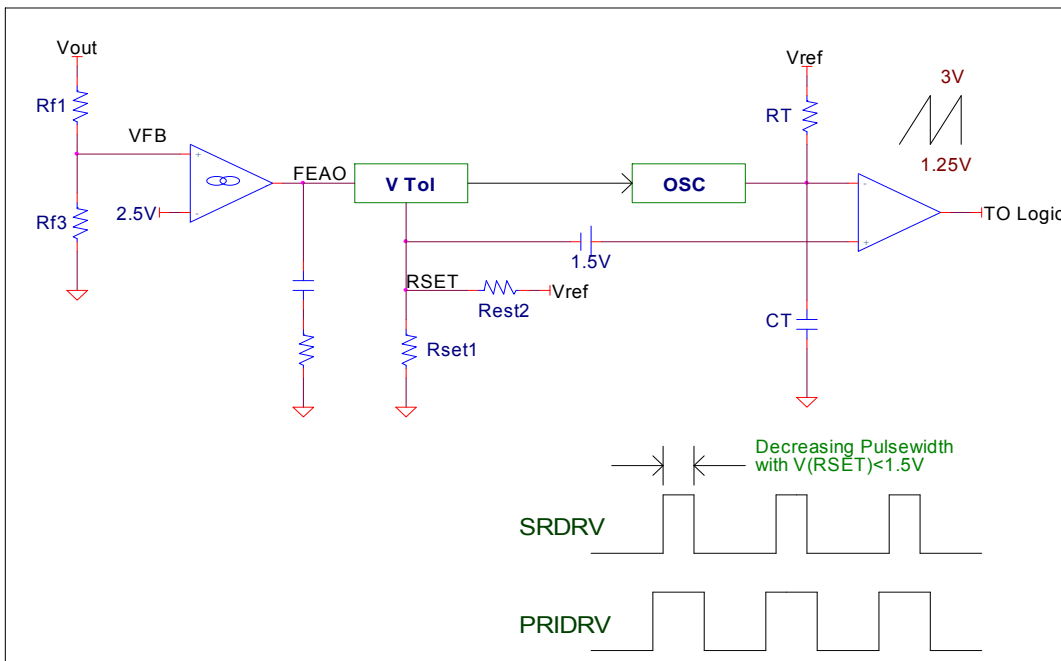 Vout
Rf1
VFB
Rf3
2.5V
FEAO
V ToI
OSC
Vref
RT
3V
1.25V
TO Logic
1.5V
RSET
Rest2
Vref
Rset1
CT
Decreasing Pulsewidth
with V(RSET)<1.5V
SRDRV
PRIDRV